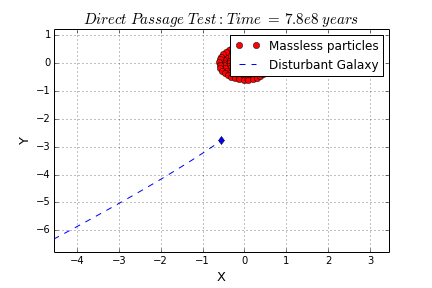 Direct Passage Test : Time = 7.8e8 years
Massless particles
Disturbant Galaxy
1
0
−1
−2
−3
−4
−5
−6
Y
−4 −3 −2 −1 0 1 2 3
X